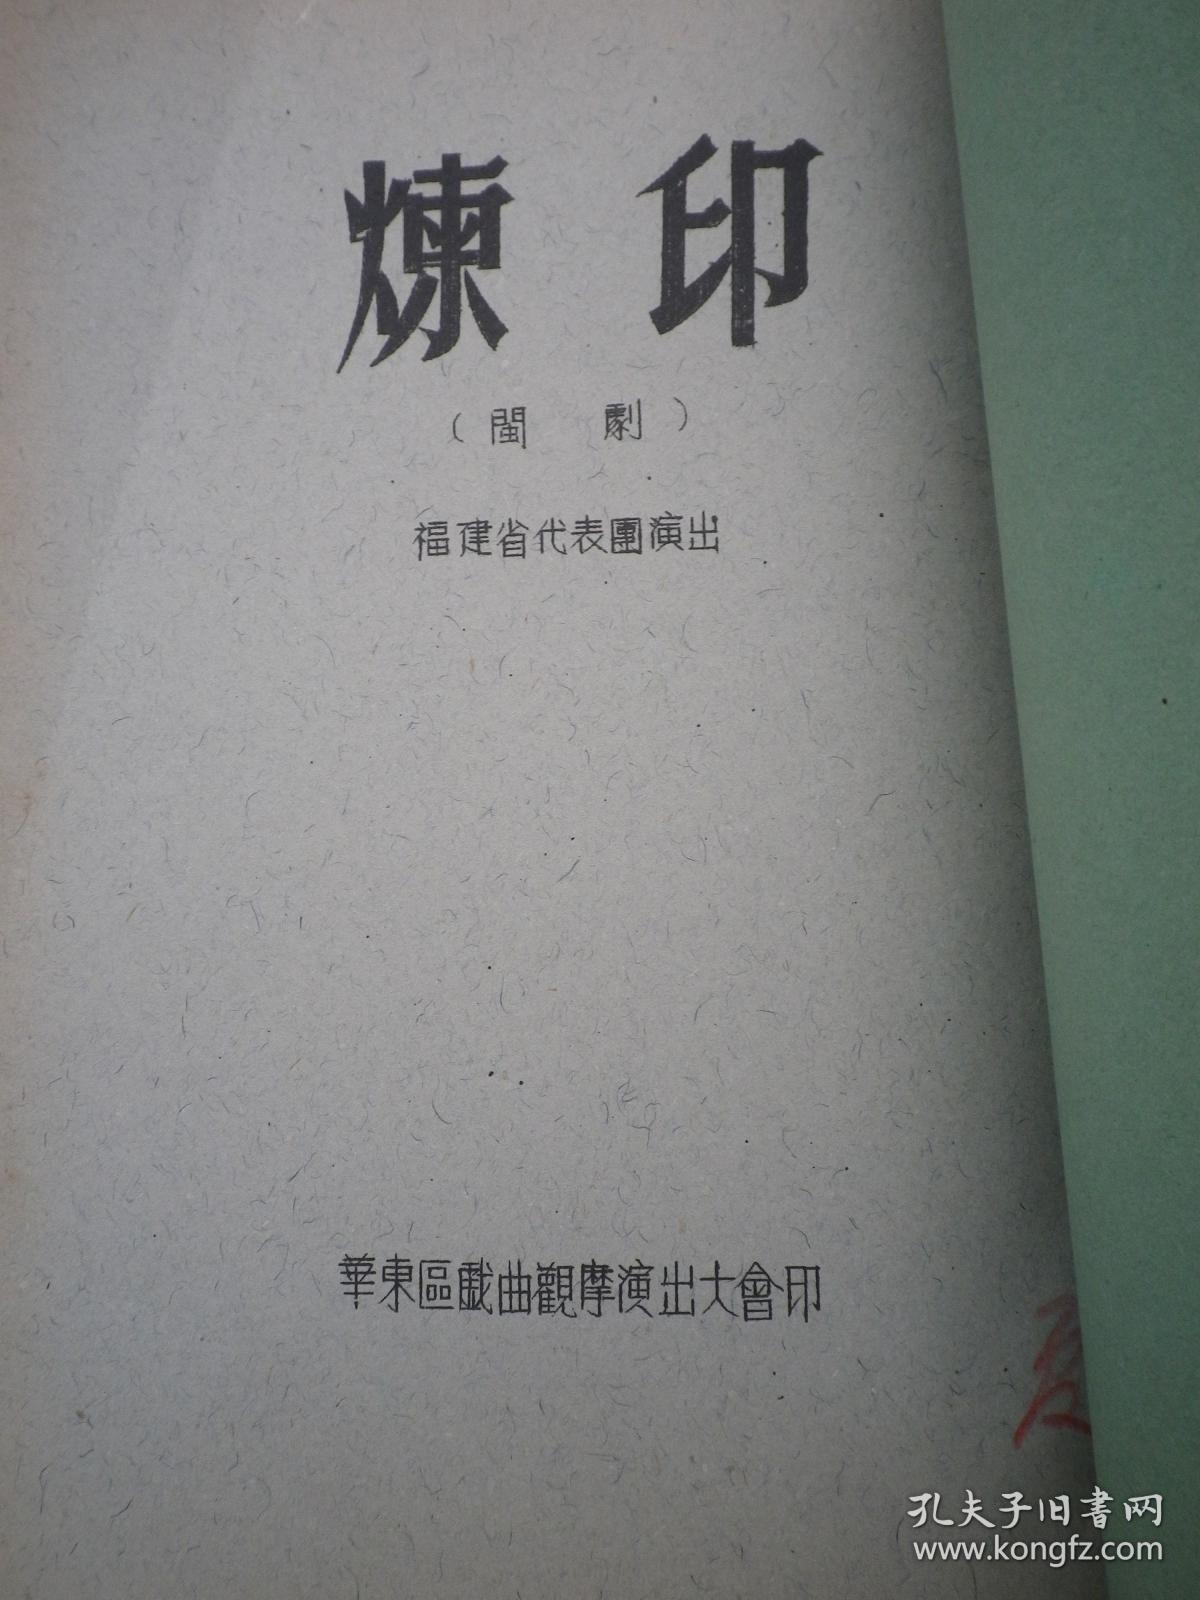 煉印
（閩劇）
福建省代表團演出
華東區戲曲觀摩演出大會印
孔夫子旧書网
www.kongfz.com